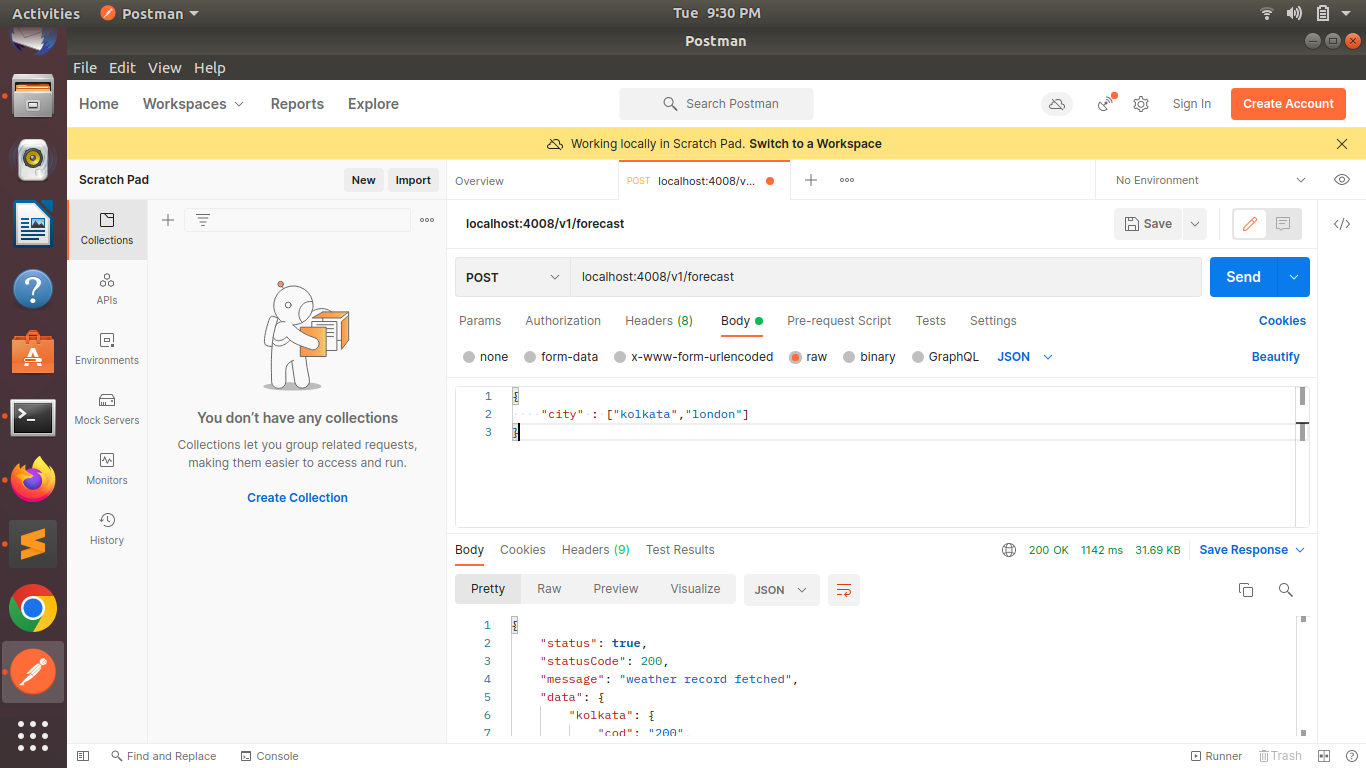 Activities Postman Tue 9:30 PM
Postman
File Edit View Help
Home Workspaces Reports Explore Search Postman Sign In Create Account
Working locally in Scratch Pad. Switch to a Workspace
Scratch Pad New Import Overview POST localhost:4008/v... No Environment
Collections
APIs
Environments
Mock Servers
Monitors
History
You don't have any collections
Collections let you group related requests,
making them easier to access and run.
Create Collection
localhost:4008/v1/forecast Save
POST localhost:4008/v1/forecast Send
Params Authorization Headers (8) Body Pre-request Script Tests Settings Cookies
none form-data x-www-form-urlencoded raw binary GraphQL JSON Beautify
1 {
2 "city" : ["kolkata","london"]
3 }
Body Cookies Headers (9) Test Results 200 OK 1142 ms 31.69 KB Save Response
Pretty Raw Preview Visualize JSON
1 {
2 "status": true,
3 "statusCode": 200,
4 "message": "weather record fetched",
5 "data": {
6 "kolkata": {
7 "cod": "200",
Find and Replace Console Runner Trash